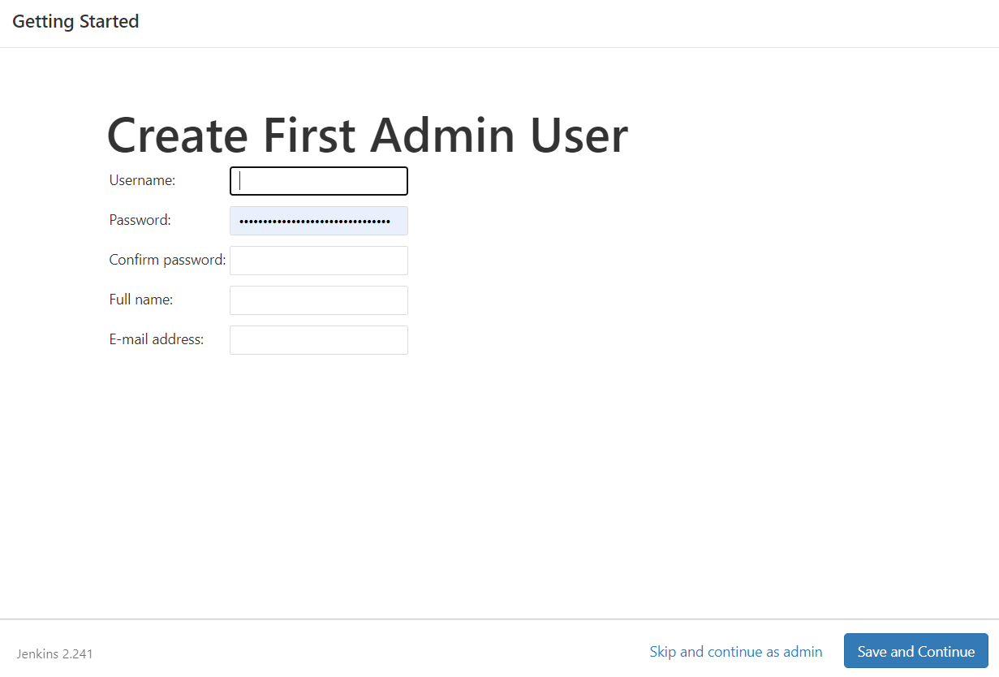 Getting Started
Create First Admin User
Username:
Password: ••••••••••••••••••••••••••••••••
Confirm password:
Full name:
E-mail address:
Jenkins 2.241
Skip and continue as admin
Save and Continue